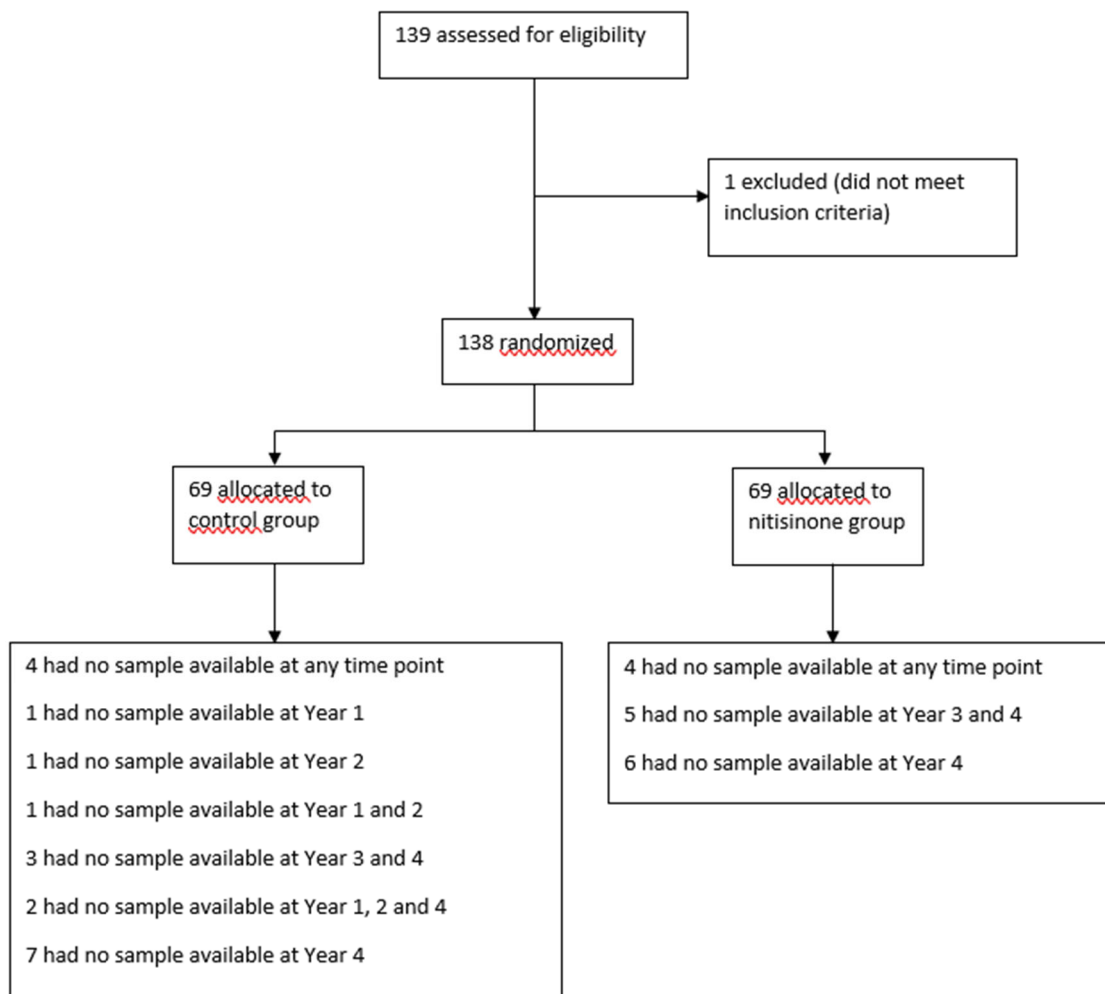 139 assessed for eligibility
1 excluded (did not meet
inclusion criteria)
138 randomized
69 allocated to
control group
69 allocated to
nitisinone group
4 had no sample available at any time point
1 had no sample available at Year 1
1 had no sample available at Year 2
1 had no sample available at Year 1 and 2
3 had no sample available at Year 3 and 4
2 had no sample available at Year 1, 2 and 4
7 had no sample available at Year 4
4 had no sample available at any time point
5 had no sample available at Year 3 and 4
6 had no sample available at Year 4